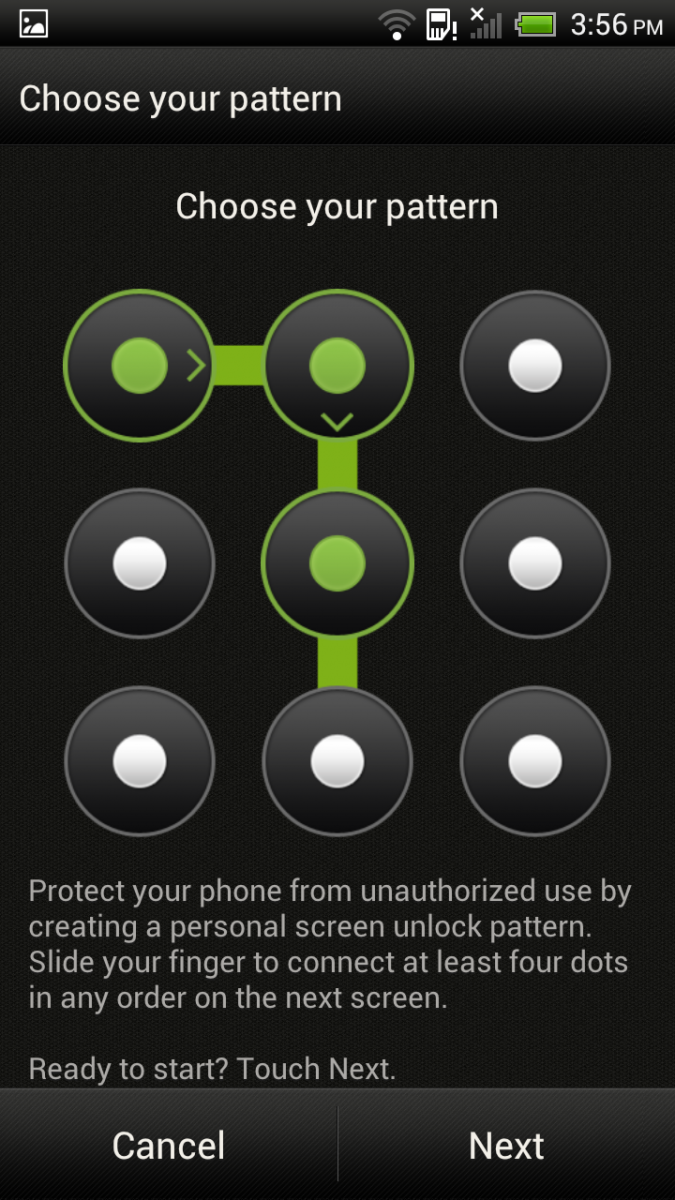 3:56 PM
Choose your pattern
Choose your pattern
Protect your phone from unauthorized use by
creating a personal screen unlock pattern.
Slide your finger to connect at least four dots
in any order on the next screen.
Ready to start? Touch Next.
Cancel Next